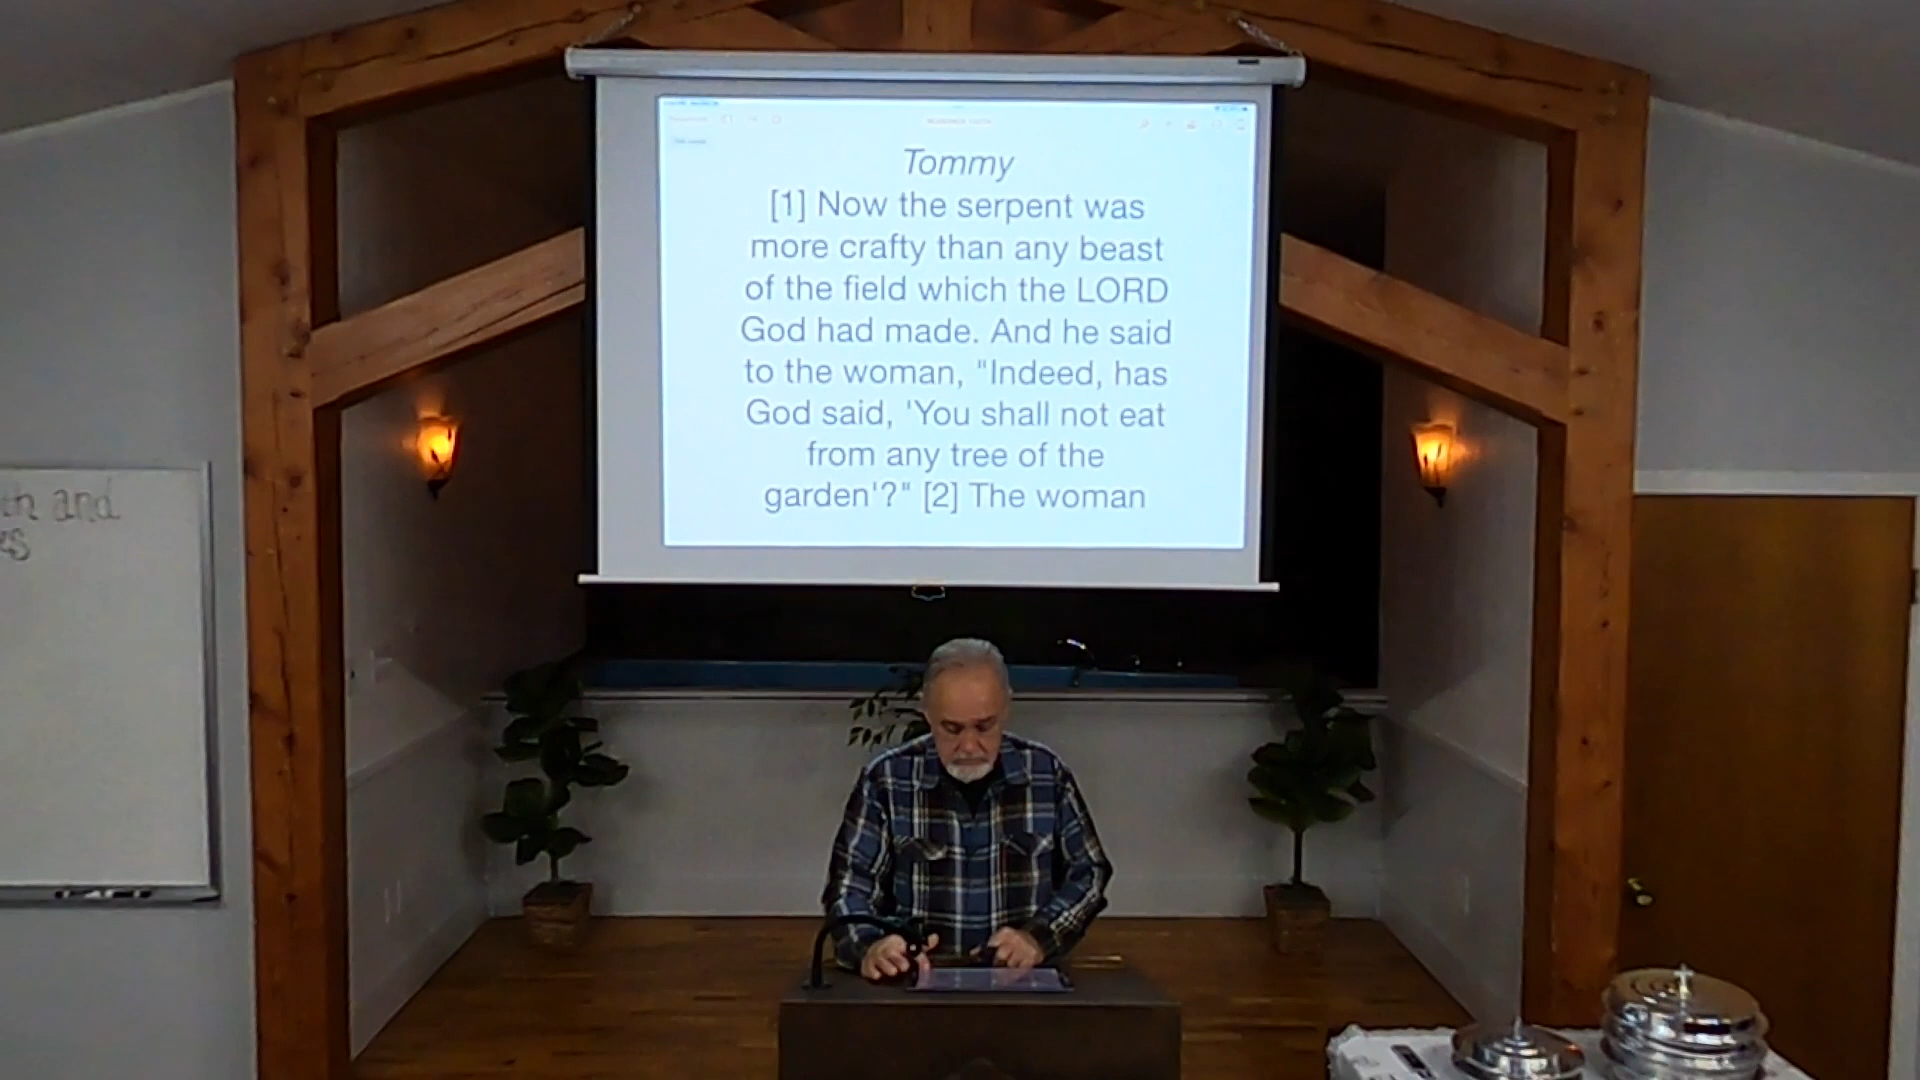 Tommy
[1] Now the serpent was
more crafty than any beast
of the field which the LORD
God had made. And he said
to the woman, "Indeed, has
God said, 'You shall not eat
from any tree of the
garden'?" [2] The woman
and